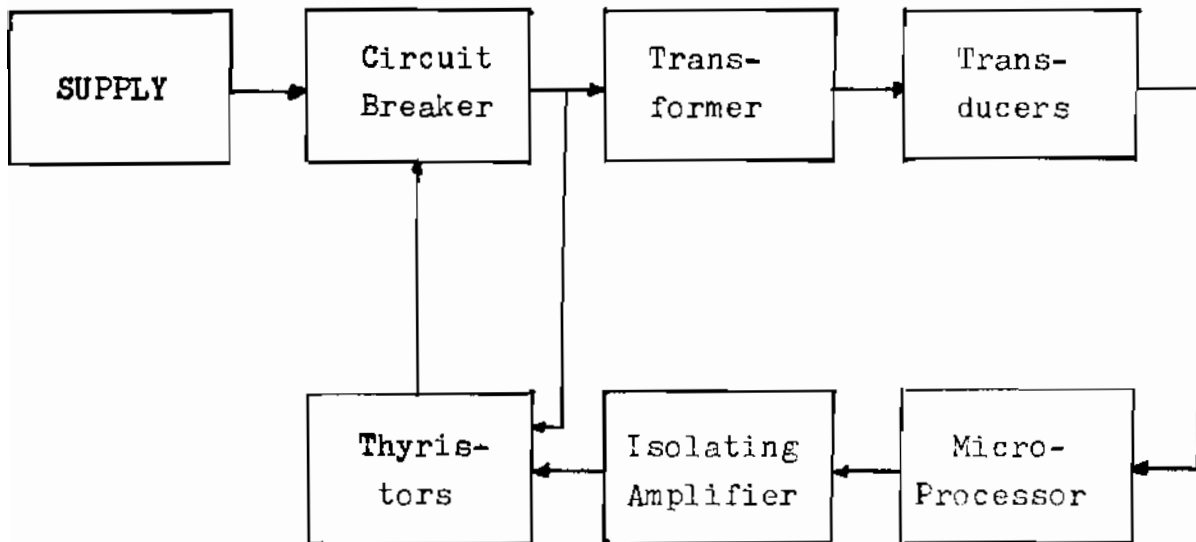 SUPPLY
Circuit
Breaker
Trans-
former
Trans-
ducers
Thyris-
tors
Isolating
Amplifier
Micro-
Processor